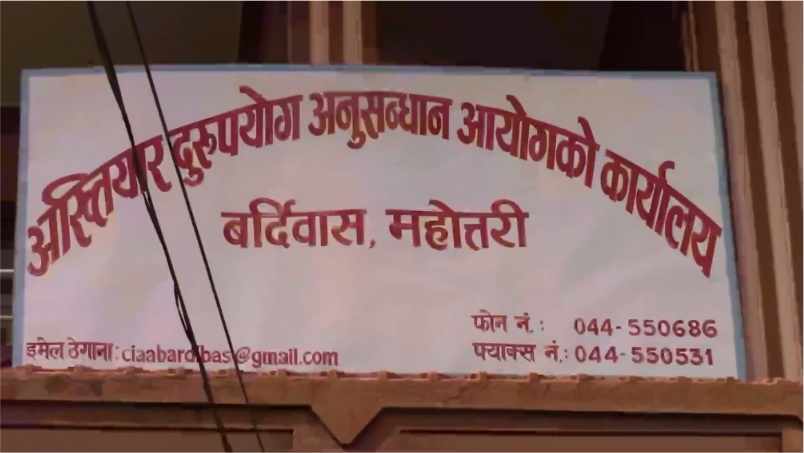 अख्तियार दुरूपयोग अनुसन्धान आयोगको कार्यालय
बर्दिवास, महोत्तरी
फोन नं. : 044-550686
इमेल ठेगाना: ciaabardibas@gmail.com
फ्याक्स नं.: 044-550531